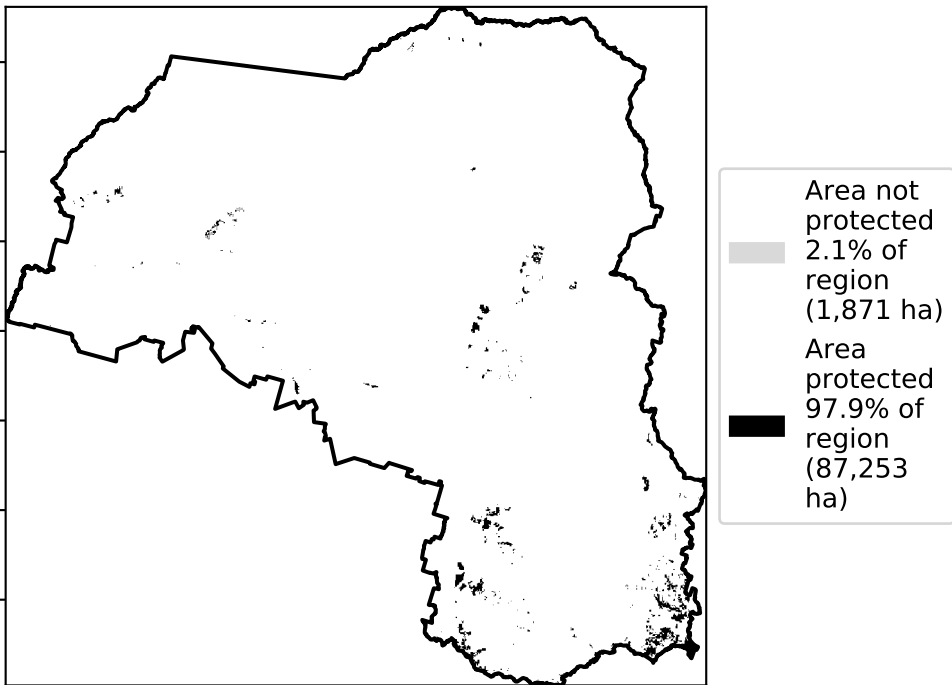 Area not
protected
2.1% of
region
(1,871 ha)
Area
protected
97.9% of
region
(87,253
ha)